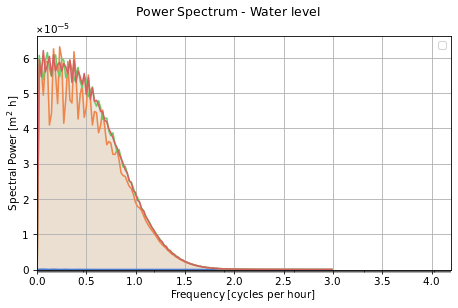 Power Spectrum - Water level
×10⁻⁵
6
5
4
3
2
1
0
Spectral Power [m² h]
0.0 0.5 1.0 1.5 2.0 2.5 3.0 3.5 4.0
Frequency [cycles per hour]